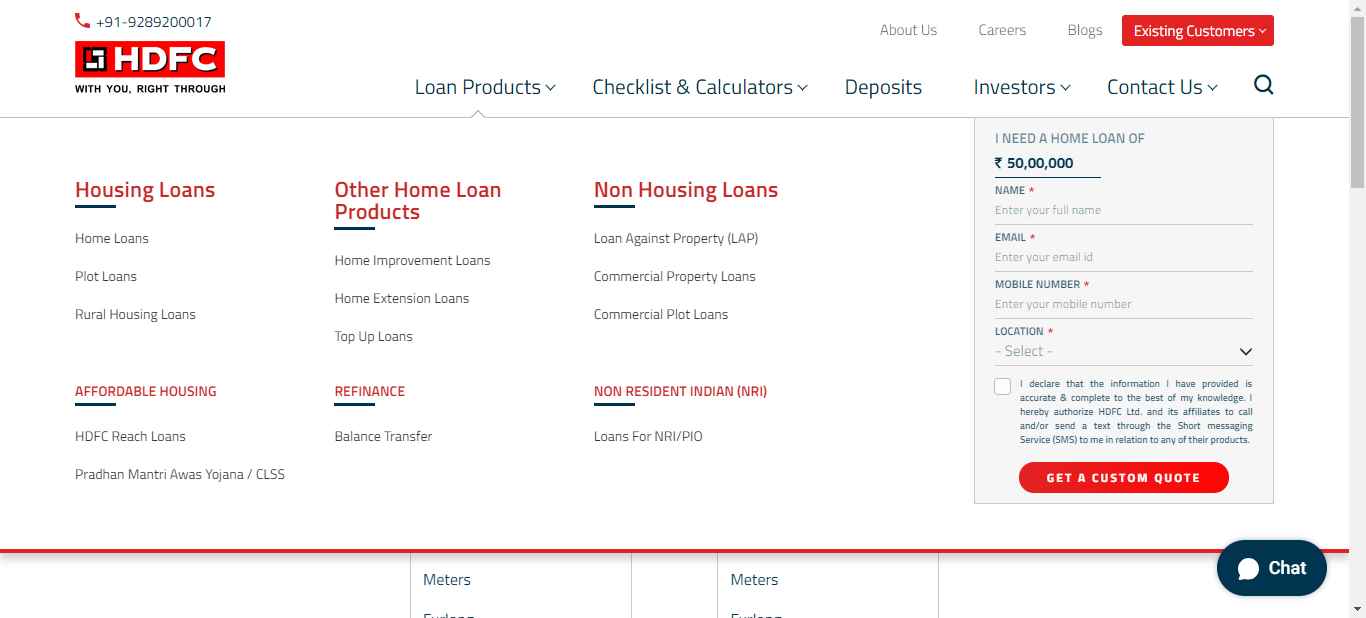 +91-9289200017
About Us
Careers
Blogs
Existing Customers
HDFC
WITH YOU, RIGHT THROUGH
Loan Products
Checklist & Calculators
Deposits
Investors
Contact Us
Housing Loans
Home Loans
Plot Loans
Rural Housing Loans
Other Home Loan
Products
Home Improvement Loans
Home Extension Loans
Top Up Loans
Non Housing Loans
Loan Against Property (LAP)
Commercial Property Loans
Commercial Plot Loans
AFFORDABLE HOUSING
HDFC Reach Loans
Pradhan Mantri Awas Yojana / CLSS
REFINANCE
Balance Transfer
NON RESIDENT INDIAN (NRI)
Loans For NRI/PIO
I NEED A HOME LOAN OF
₹ 50,00,000
NAME *
Enter your full name
EMAIL *
Enter your email id
MOBILE NUMBER *
Enter your mobile number
LOCATION *
- Select -
I declare that the information I have provided is
accurate & complete to the best of my knowledge. I
hereby authorize HDFC Ltd. and its affiliates to call
and/or send a text through the Short messaging
Service (SMS) to me in relation to any of their products.
GET A CUSTOM QUOTE
Chat
Meters
Meters
Furlong
Furlong